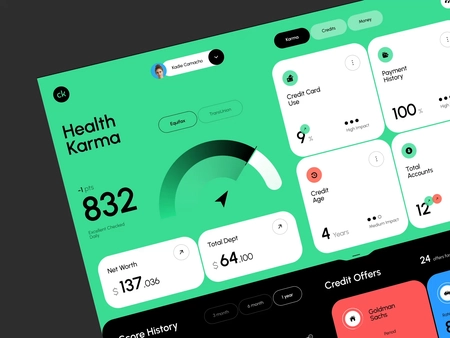 ck
Kadie Camacho
Karma
Credits
Money
Health
Karma
Equifax
TransUnion
-1 pts
832
Excellent Checked
Daily
Credit Card
Use
9 %
High Impact
Payment
History
100 %
Net Worth
$ 137,036
Total Dept
$ 64,100
Credit
Age
4 Years
Medium Impact
Total
Accounts
12
Score History
3 month
6 month
1 year
Credit Offers
24 offers
Goldman
Sachs
Period